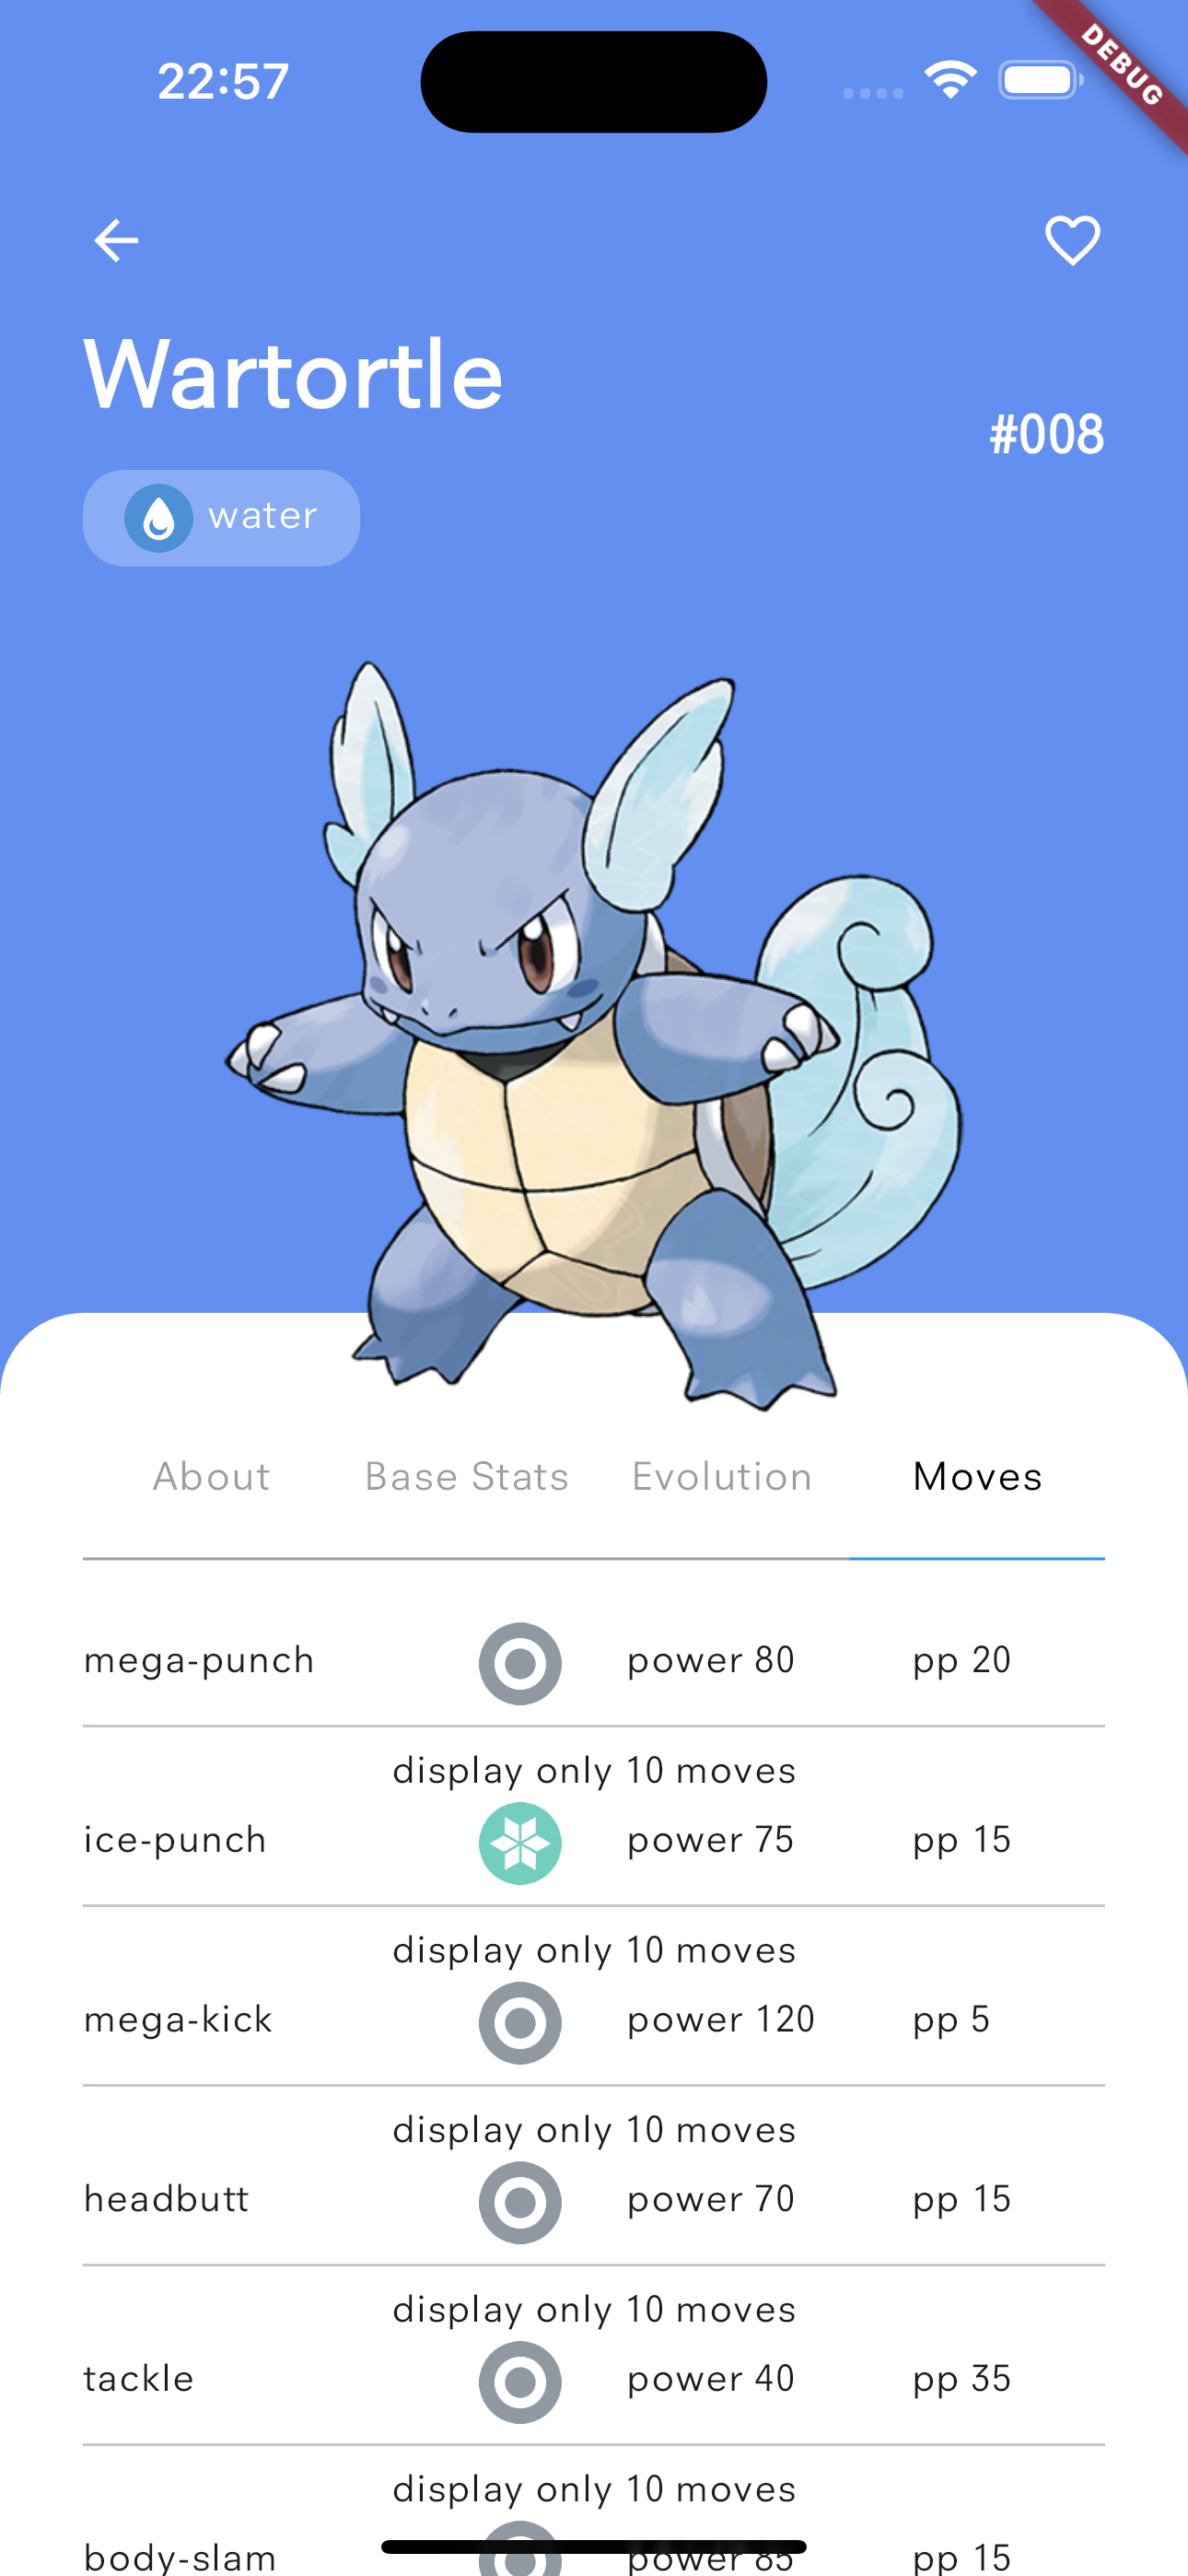 22:57
DEBUG
Wartortle
#008
water
About Base Stats Evolution Moves
mega-punch power 80 pp 20
display only 10 moves
ice-punch power 75 pp 15
display only 10 moves
mega-kick power 120 pp 5
display only 10 moves
headbutt power 70 pp 15
display only 10 moves
tackle power 40 pp 35
display only 10 moves
body-slam power 85 pp 15